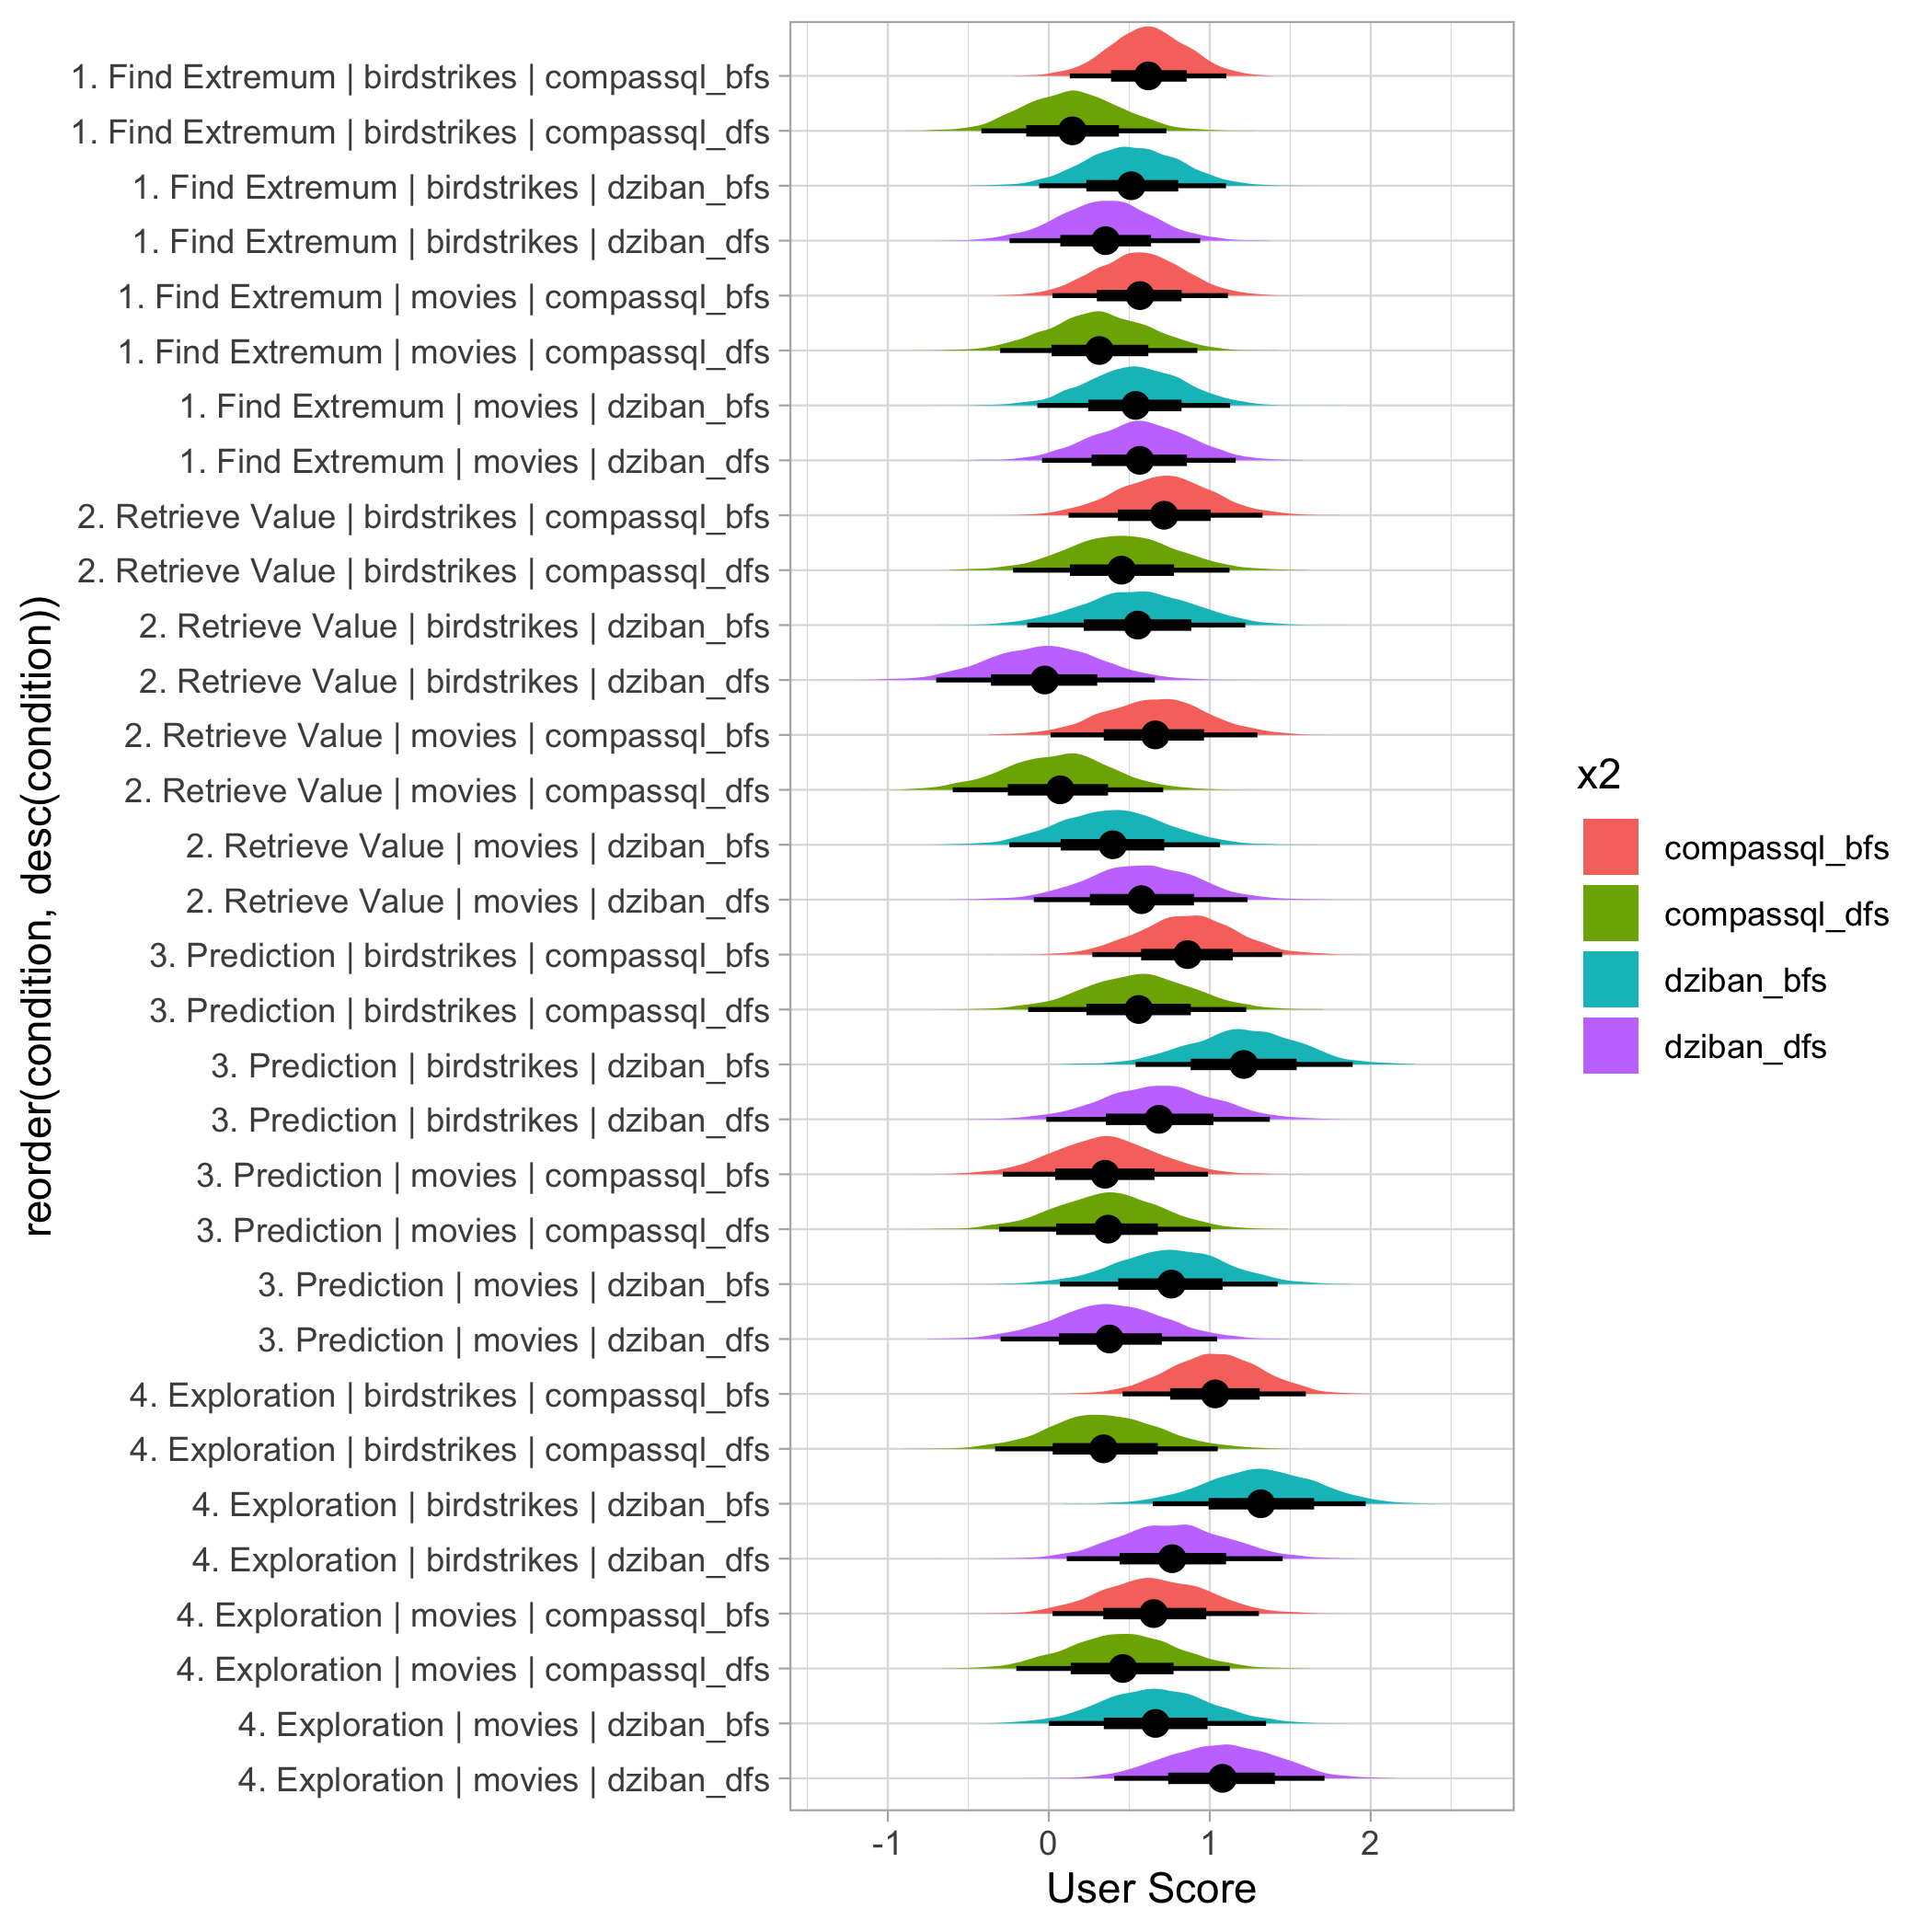 1. Find Extremum | birdstrikes | compassql_bfs
1. Find Extremum | birdstrikes | compassql_dfs
1. Find Extremum | birdstrikes | dziban_bfs
1. Find Extremum | birdstrikes | dziban_dfs
1. Find Extremum | movies | compassql_bfs
1. Find Extremum | movies | compassql_dfs
1. Find Extremum | movies | dziban_bfs
1. Find Extremum | movies | dziban_dfs
2. Retrieve Value | birdstrikes | compassql_bfs
2. Retrieve Value | birdstrikes | compassql_dfs
2. Retrieve Value | birdstrikes | dziban_bfs
2. Retrieve Value | birdstrikes | dziban_dfs
2. Retrieve Value | movies | compassql_bfs
2. Retrieve Value | movies | compassql_dfs
2. Retrieve Value | movies | dziban_bfs
2. Retrieve Value | movies | dziban_dfs
3. Prediction | birdstrikes | compassql_bfs
3. Prediction | birdstrikes | compassql_dfs
3. Prediction | birdstrikes | dziban_bfs
3. Prediction | birdstrikes | dziban_dfs
3. Prediction | movies | compassql_bfs
3. Prediction | movies | compassql_dfs
3. Prediction | movies | dziban_bfs
3. Prediction | movies | dziban_dfs
4. Exploration | birdstrikes | compassql_bfs
4. Exploration | birdstrikes | compassql_dfs
4. Exploration | birdstrikes | dziban_bfs
4. Exploration | birdstrikes | dziban_dfs
4. Exploration | movies | compassql_bfs
4. Exploration | movies | compassql_dfs
4. Exploration | movies | dziban_bfs
4. Exploration | movies | dziban_dfs
reorder(condition, desc(condition))
-1 0 1 2
User Score
x2
compassql_bfs
compassql_dfs
dziban_bfs
dziban_dfs